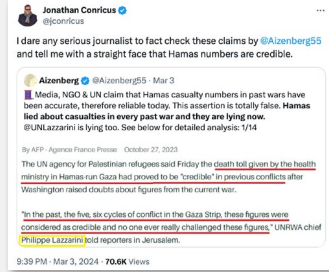 Jonathan Conricus
@jconricus
I dare any serious journalist to fact check these claims by @Aizenberg55
and tell me with a straight face that Hamas numbers are credible.
Aizenberg @Aizenberg55 · Mar 3
Media, NGO & UN claim that Hamas casualty numbers in past wars have
been accurate, therefore reliable today. This assertion is totally false. Hamas
lied about casualties in every past war and they are lying now.
@UNLazzarini is lying too. See below for detailed analysis: 1/14
By AFP - Agence France Presse October 27, 2023
The UN agency for Palestinian refugees said Friday the death toll given by the health
ministry in Hamas-run Gaza had proved to be "credible" in previous conflicts after
Washington raised doubts about figures from the current war.
"In the past, the five, six cycles of conflict in the Gaza Strip, these figures were
considered as credible and no one ever really challenged these figures," UNRWA chief
Philippe Lazzarini told reporters in Jerusalem.
9:39 PM · Mar 3, 2024 · 70.6K Views